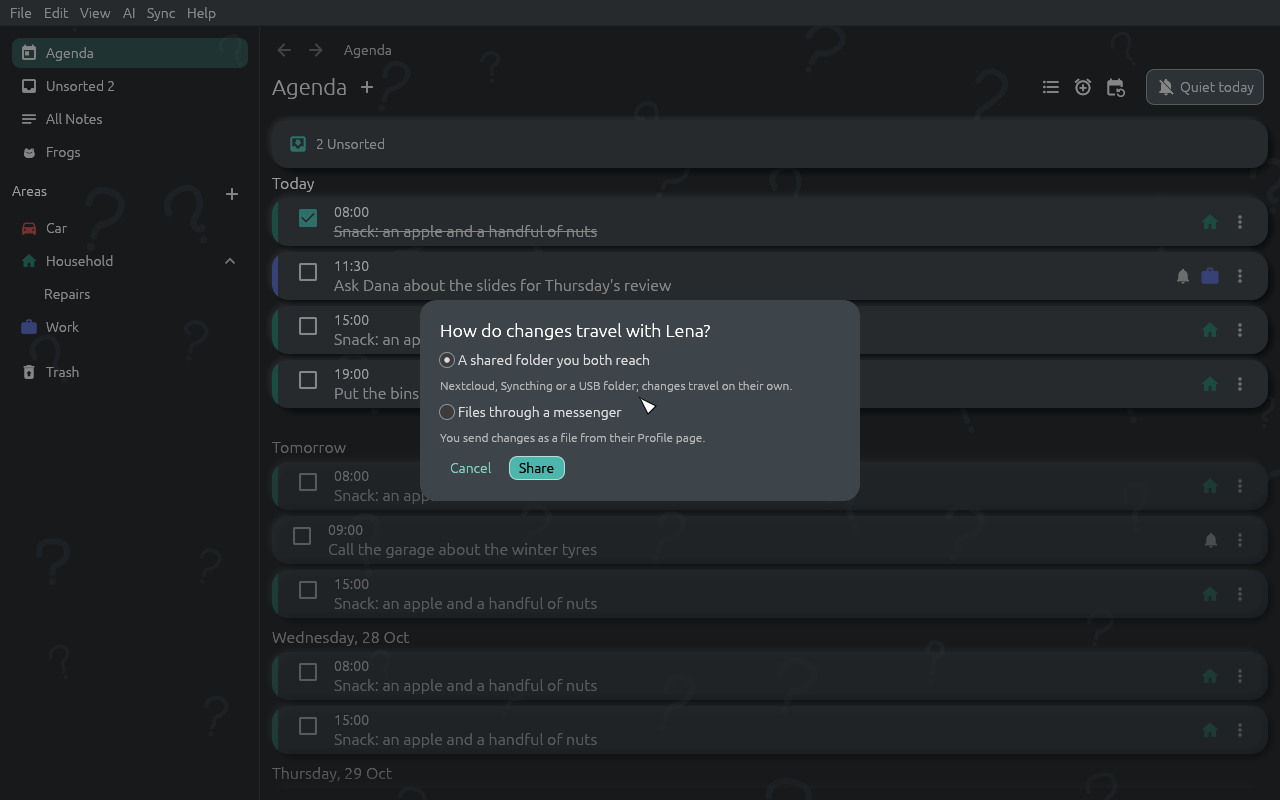 File Edit View AI Sync Help
Agenda
Unsorted 2
All Notes
Frogs
Areas
Car
Household
Repairs
Work
Trash
Agenda
Agenda
Quiet today
2 Unsorted
Today
08:00
Snack: an apple and a handful of nuts
11:30
Ask Dana about the slides for Thursday's review
15:00
Snack: an ap
19:00
Put the bins
How do changes travel with Lena?
A shared folder you both reach
Nextcloud, Syncthing or a USB folder; changes travel on their own.
Files through a messenger
You send changes as a file from their Profile page.
Cancel Share
Tomorrow
08:00
Snack: an app
09:00
Call the garage about the winter tyres
15:00
Snack: an apple and a handful of nuts
Wednesday, 28 Oct
08:00
Snack: an apple and a handful of nuts
15:00
Snack: an apple and a handful of nuts
Thursday, 29 Oct